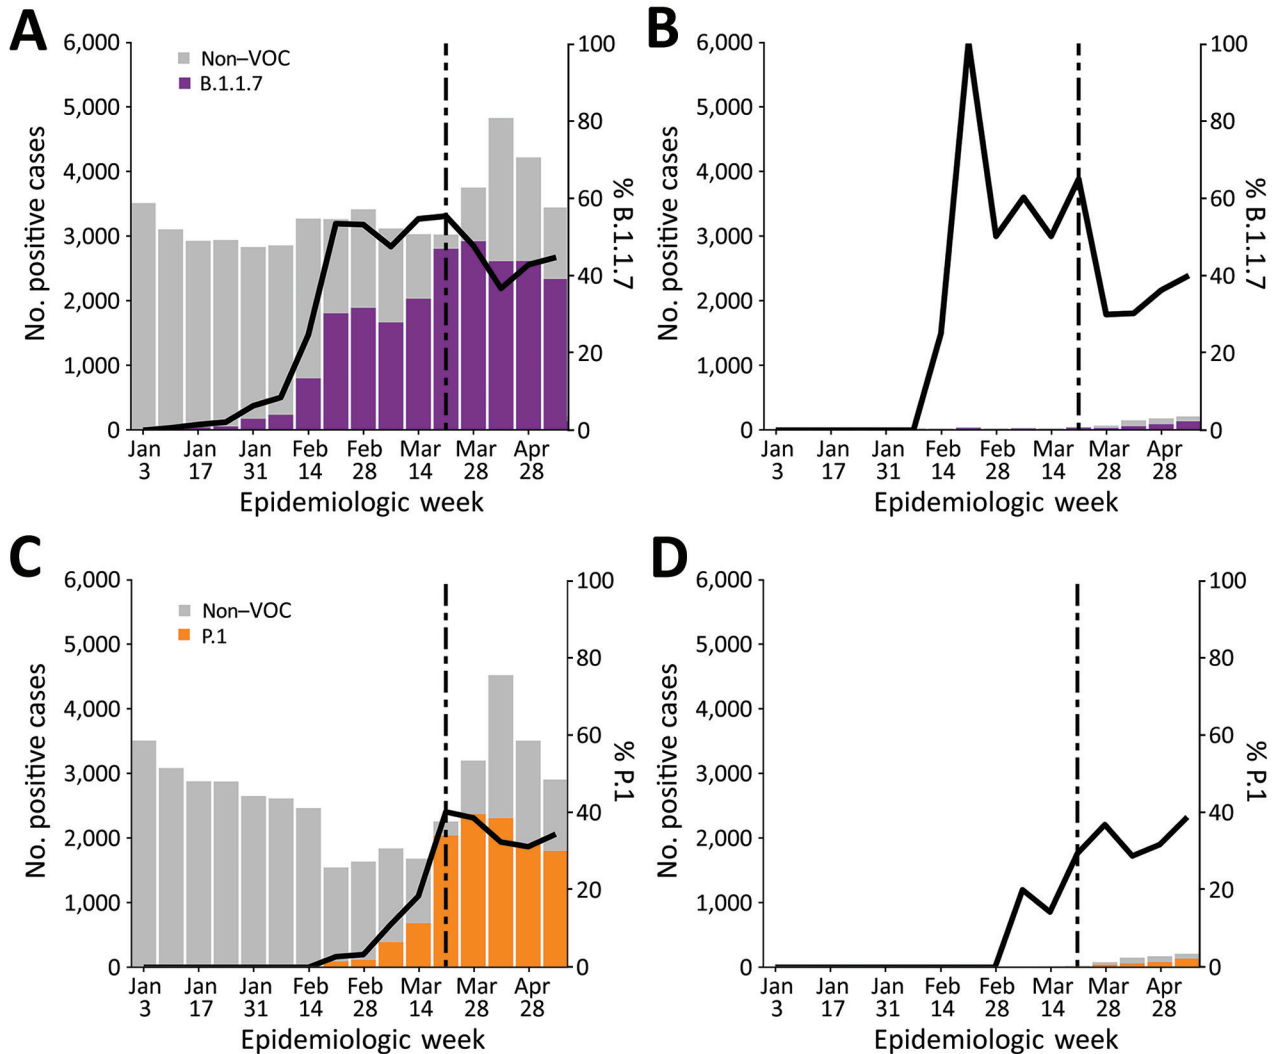 A
No. positive cases
6,000
5,000
4,000
3,000
2,000
1,000
0
Non–VOC
B.1.1.7
100
80
60
40
20
0
% B.1.1.7
Jan Jan Jan Feb Feb Mar Mar Apr
3 17 31 14 28 14 28 28
Epidemiologic week
B
No. positive cases
6,000
5,000
4,000
3,000
2,000
1,000
0
100
80
60
40
20
0
% B.1.1.7
Jan Jan Jan Feb Feb Mar Mar Apr
3 17 31 14 28 14 28 28
Epidemiologic week
C
No. positive cases
6,000
5,000
4,000
3,000
2,000
1,000
0
Non–VOC
P.1
100
80
60
40
20
0
% P.1
Jan Jan Jan Feb Feb Mar Mar Apr
3 17 31 14 28 14 28 28
Epidemiologic week
D
No. positive cases
6,000
5,000
4,000
3,000
2,000
1,000
0
100
80
60
40
20
0
% P.1
Jan Jan Jan Feb Feb Mar Mar Apr
3 17 31 14 28 14 28 28
Epidemiologic week